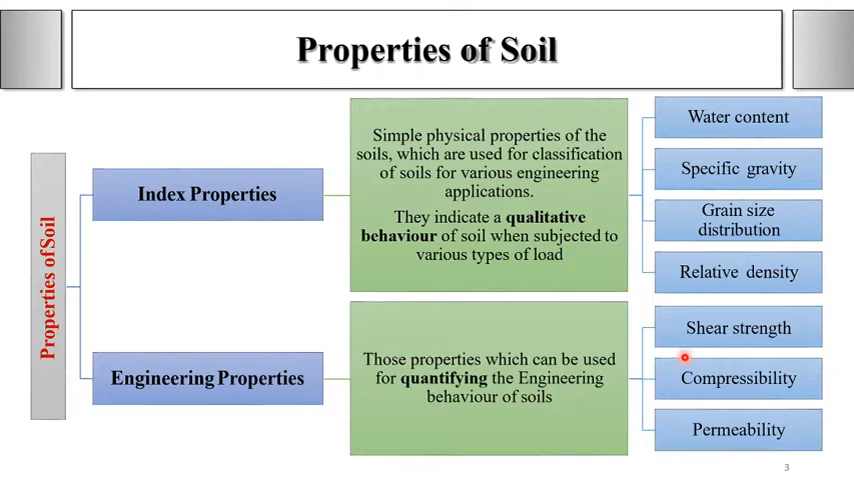 Properties of Soil
Properties of Soil
Index Properties
Simple physical properties of the
soils, which are used for classification
of soils for various engineering
applications.
They indicate a qualitative
behaviour of soil when subjected to
various types of load
Water content
Specific gravity
Grain size
distribution
Relative density
Engineering Properties
Those properties which can be used
for quantifying the Engineering
behaviour of soils
Shear strength
Compressibility
Permeability
3